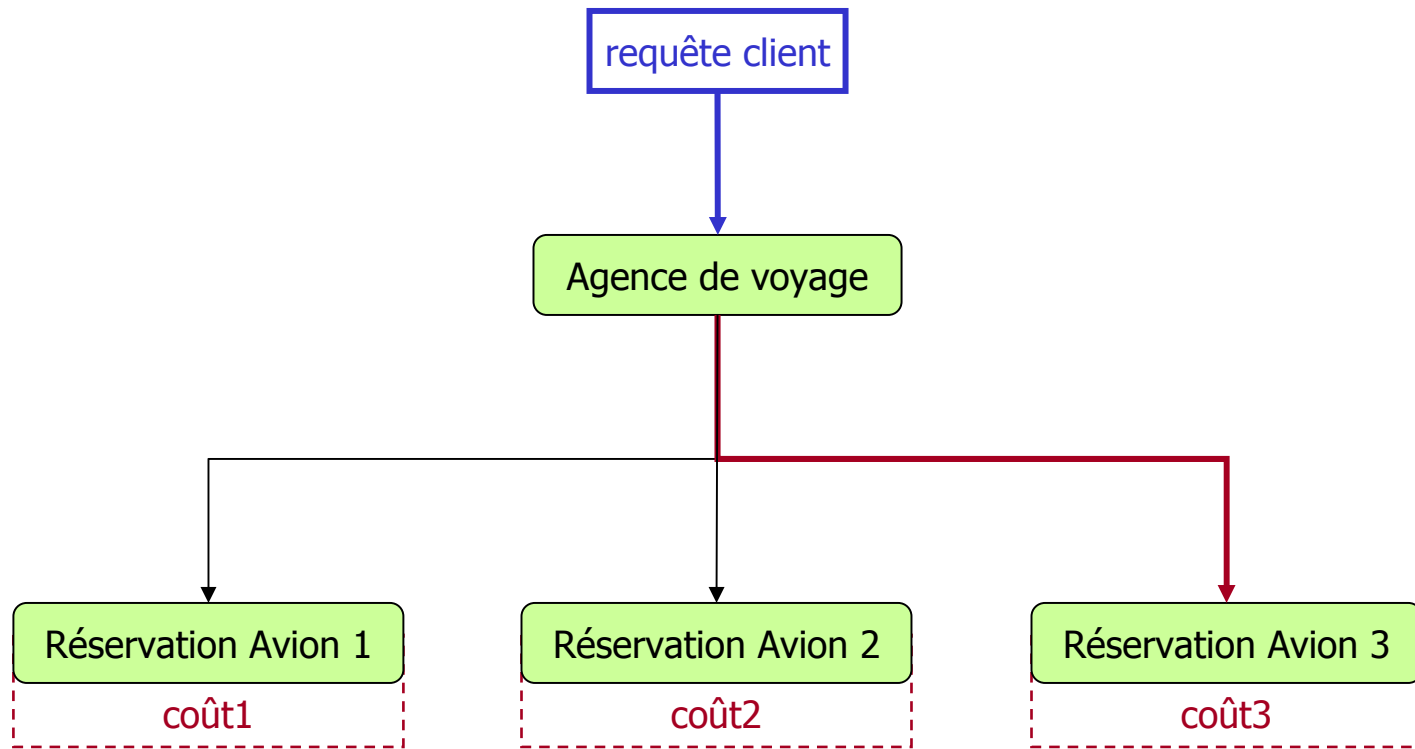 requête client
Agence de voyage
Réservation Avion 1
Réservation Avion 2
Réservation Avion 3
coût1
coût2
coût3